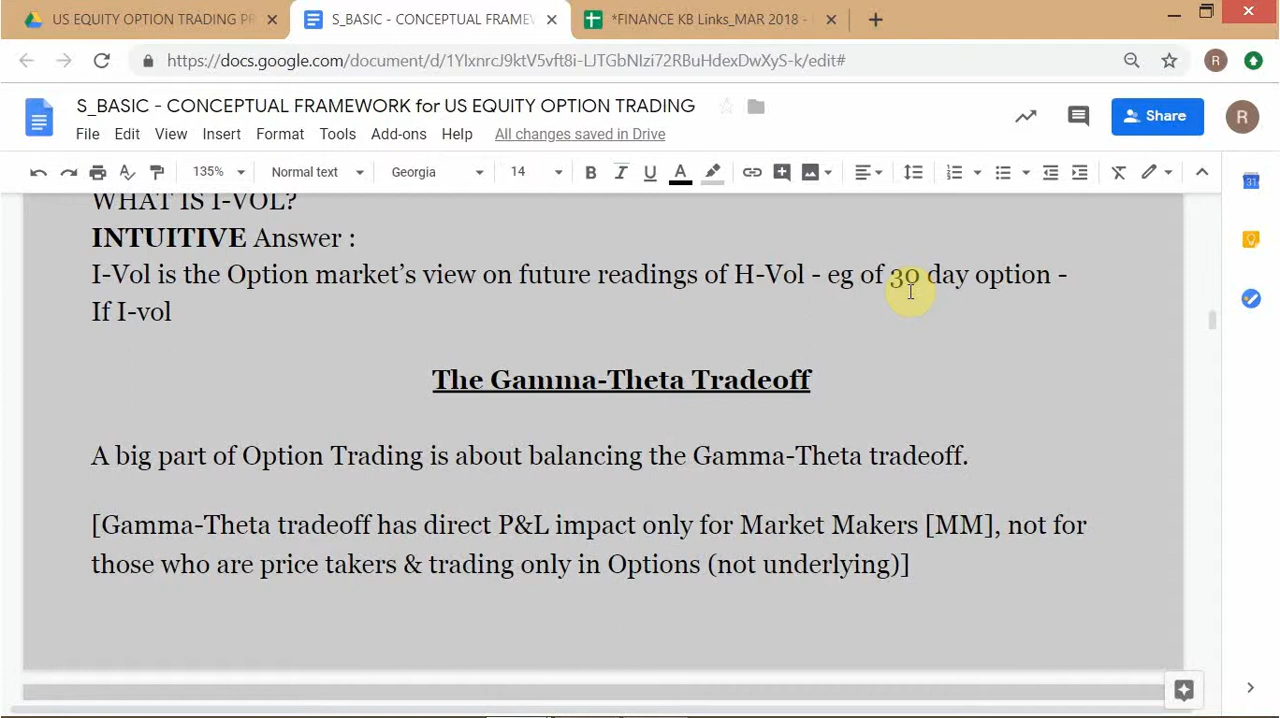 US EQUITY OPTION TRADING PR
S_BASIC - CONCEPTUAL FRAMEW
*FINANCE KB Links_MAR 2018 -
https://docs.google.com/document/d/1YlxnrcJ9ktV5vft8i-LJTGbNIzi72RBuHdexDwXyS-k/edit#
R
S_BASIC - CONCEPTUAL FRAMEWORK for US EQUITY OPTION TRADING
File Edit View Insert Format Tools Add-ons Help All changes saved in Drive
Share
R
135% Normal text Georgia 14 B I U A
31
WHAT IS I-VOL?
INTUITIVE Answer :
I-Vol is the Option market's view on future readings of H-Vol - eg of 30 day option -
If I-vol
The Gamma-Theta Tradeoff
A big part of Option Trading is about balancing the Gamma-Theta tradeoff.
[Gamma-Theta tradeoff has direct P&L impact only for Market Makers [MM], not for
those who are price takers & trading only in Options (not underlying)]